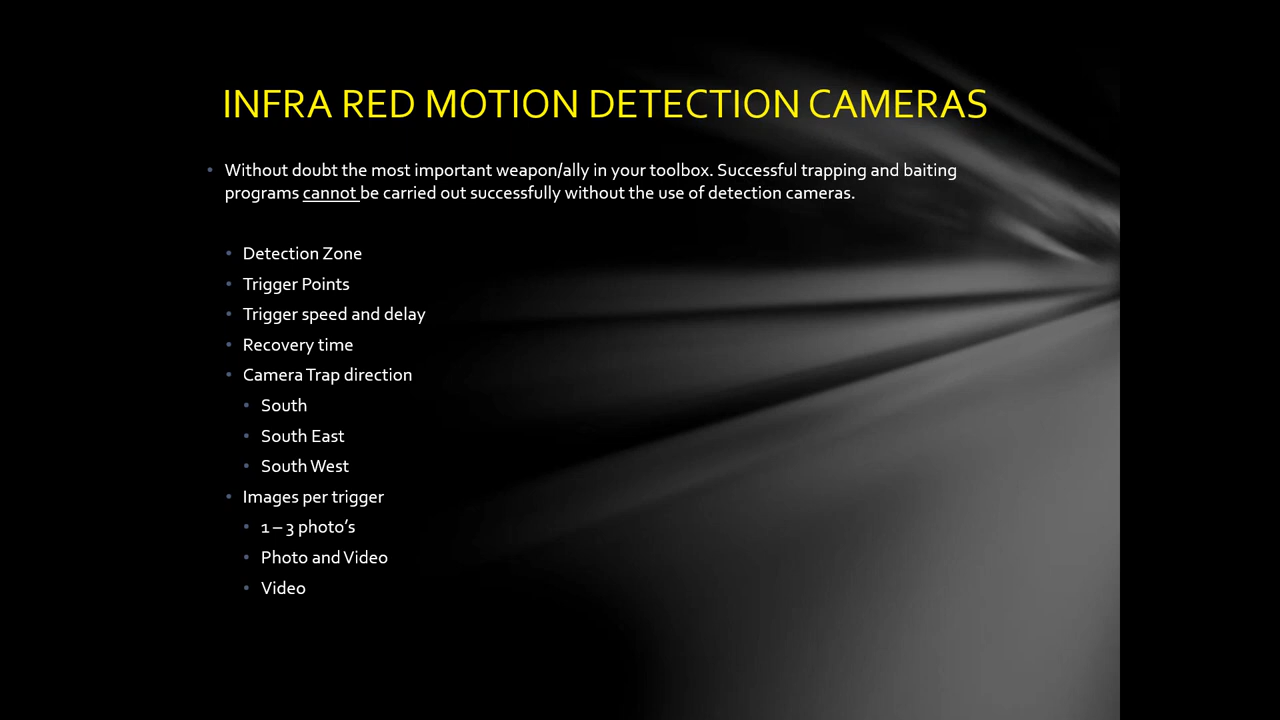 INFRA RED MOTION DETECTION CAMERAS
Without doubt the most important weapon/ally in your toolbox. Successful trapping and baiting
programs cannot be carried out successfully without the use of detection cameras.
Detection Zone
Trigger Points
Trigger speed and delay
Recovery time
Camera Trap direction
South
South East
South West
Images per trigger
1 – 3 photo's
Photo and Video
Video